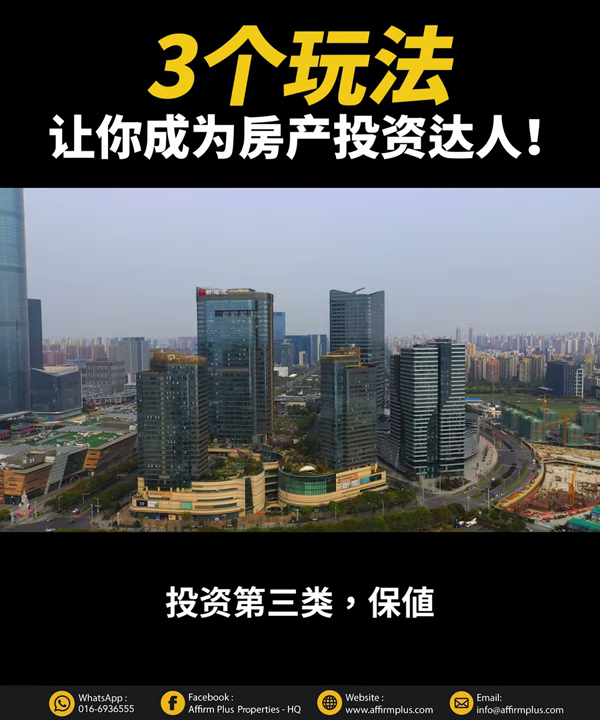 3个玩法
让你成为房产投资达人！
投资第三类，保值
WhatsApp :
016-6936555
Facebook :
Affirm Plus Properties - HQ
Website :
www.affirmplus.com
Email:
info@affirmplus.com